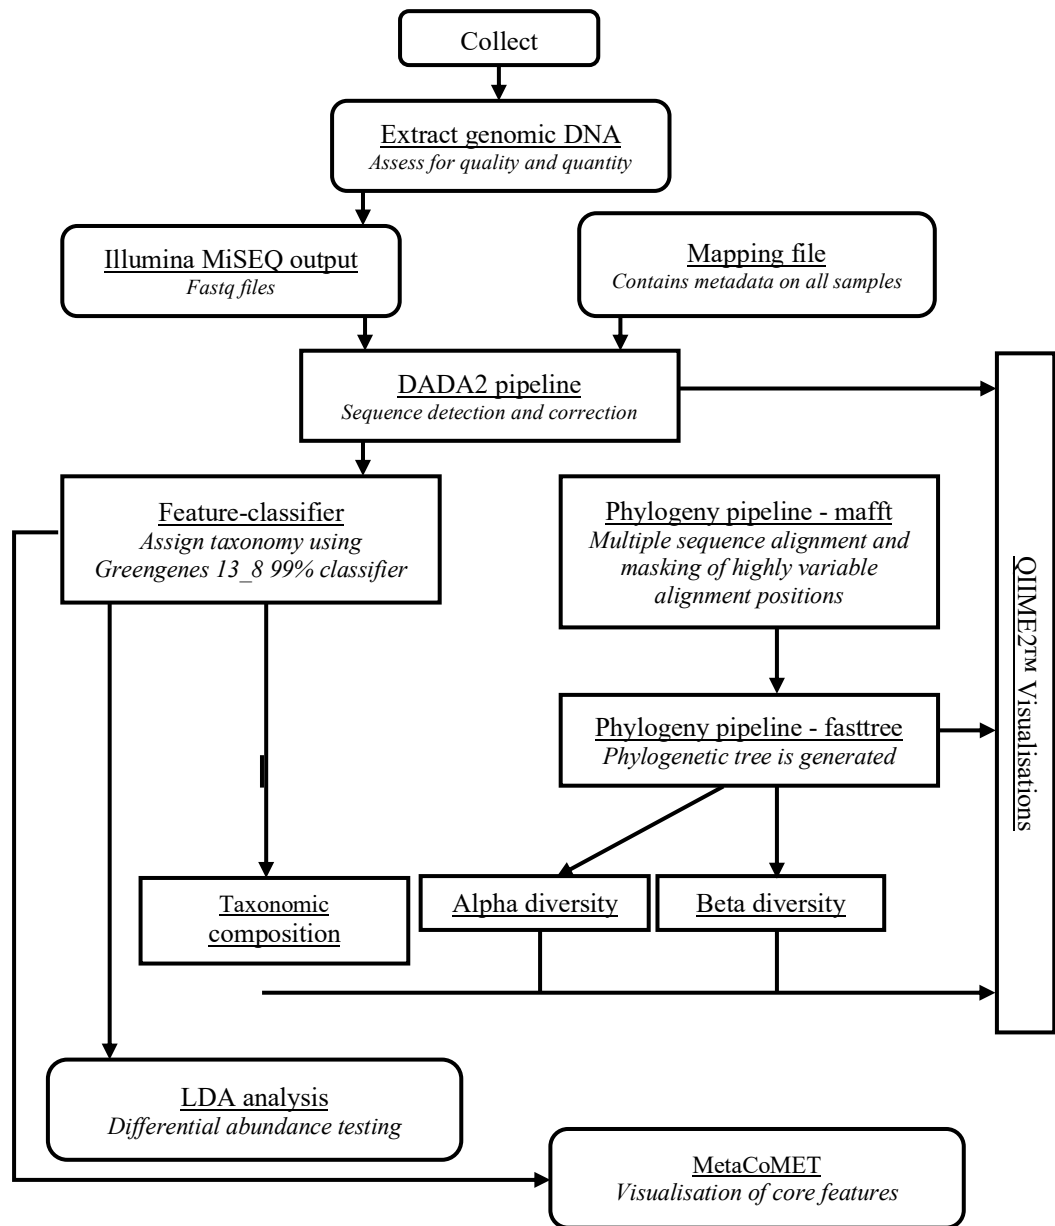 Collect
Extract genomic DNA
Assess for quality and quantity
Illumina MiSEQ output
Fastq files
Mapping file
Contains metadata on all samples
DADA2 pipeline
Sequence detection and correction
Feature-classifier
Assign taxonomy using
Greengenes 13_8 99% classifier
Phylogeny pipeline - mafft
Multiple sequence alignment and
masking of highly variable
alignment positions
QIIME2™ Visualisations
Phylogeny pipeline - fasttree
Phylogenetic tree is generated
Taxonomic
composition
Alpha diversity
Beta diversity
LDA analysis
Differential abundance testing
MetaCoMET
Visualisation of core features